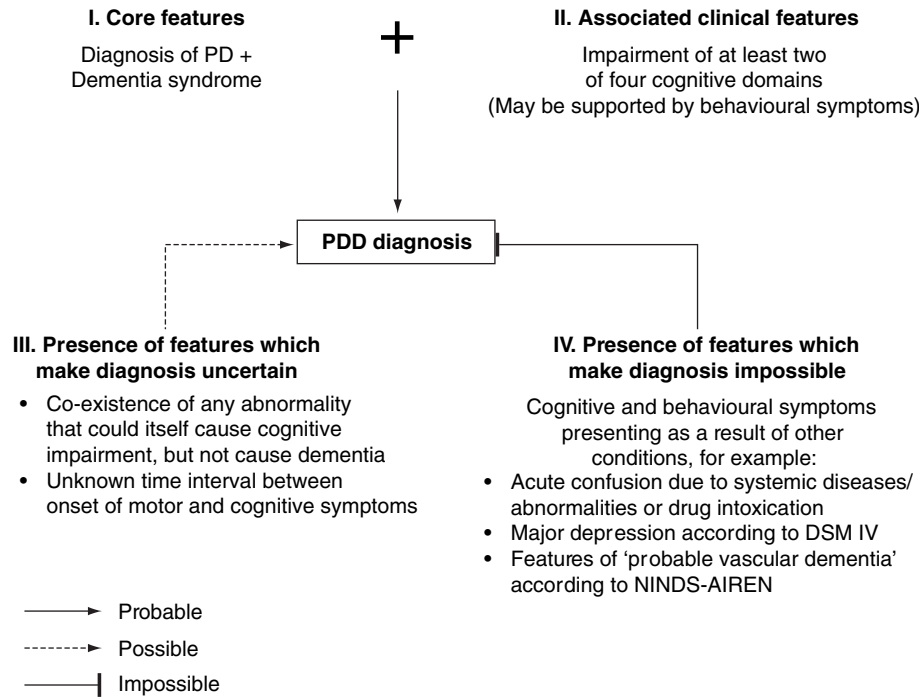 I. Core features
Diagnosis of PD +
Dementia syndrome
+
II. Associated clinical features
Impairment of at least two
of four cognitive domains
(May be supported by behavioural symptoms)
PDD diagnosis
III. Presence of features which
make diagnosis uncertain
• Co-existence of any abnormality
that could itself cause cognitive
impairment, but not cause dementia
• Unknown time interval between
onset of motor and cognitive symptoms
IV. Presence of features which
make diagnosis impossible
Cognitive and behavioural symptoms
presenting as a result of other
conditions, for example:
• Acute confusion due to systemic diseases/
abnormalities or drug intoxication
• Major depression according to DSM IV
• Features of ‘probable vascular dementia’
according to NINDS-AIREN
Probable
Possible
Impossible